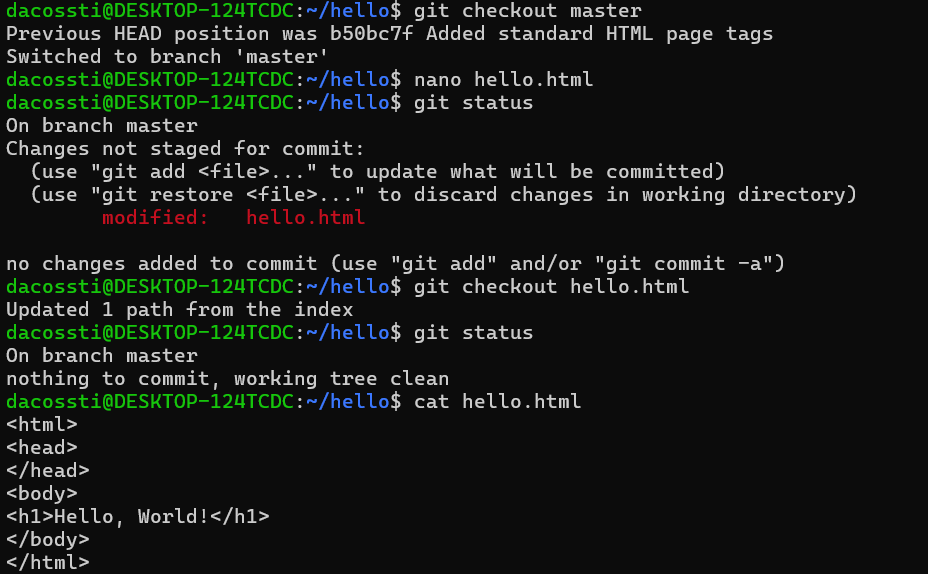 dacossti@DESKTOP-124TCDC:~/hello$ git checkout master
Previous HEAD position was b50bc7f Added standard HTML page tags
Switched to branch 'master'
dacossti@DESKTOP-124TCDC:~/hello$ nano hello.html
dacossti@DESKTOP-124TCDC:~/hello$ git status
On branch master
Changes not staged for commit:
  (use "git add <file>..." to update what will be committed)
  (use "git restore <file>..." to discard changes in working directory)
        modified:   hello.html

no changes added to commit (use "git add" and/or "git commit -a")
dacossti@DESKTOP-124TCDC:~/hello$ git checkout hello.html
Updated 1 path from the index
dacossti@DESKTOP-124TCDC:~/hello$ git status
On branch master
nothing to commit, working tree clean
dacossti@DESKTOP-124TCDC:~/hello$ cat hello.html
<html>
<head>
</head>
<body>
<h1>Hello, World!</h1>
</body>
</html>